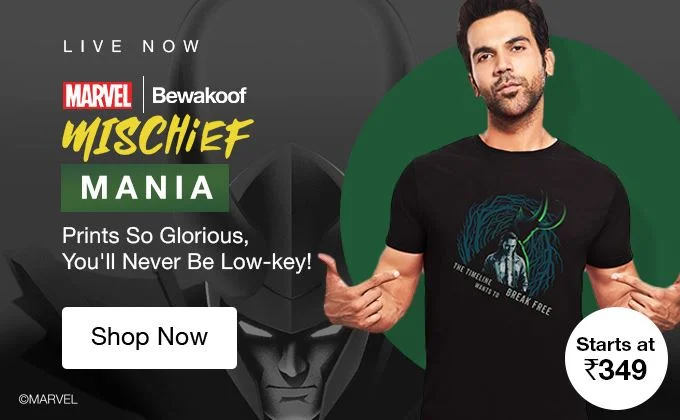 LIVE NOW
MARVEL | Bewakoof
MISCHiEF
MANIA
Prints So Glorious,
You'll Never Be Low-key!
Shop Now
©MARVEL
THE TIMELINE
WANTS TO BREAK FREE
Starts at
₹349